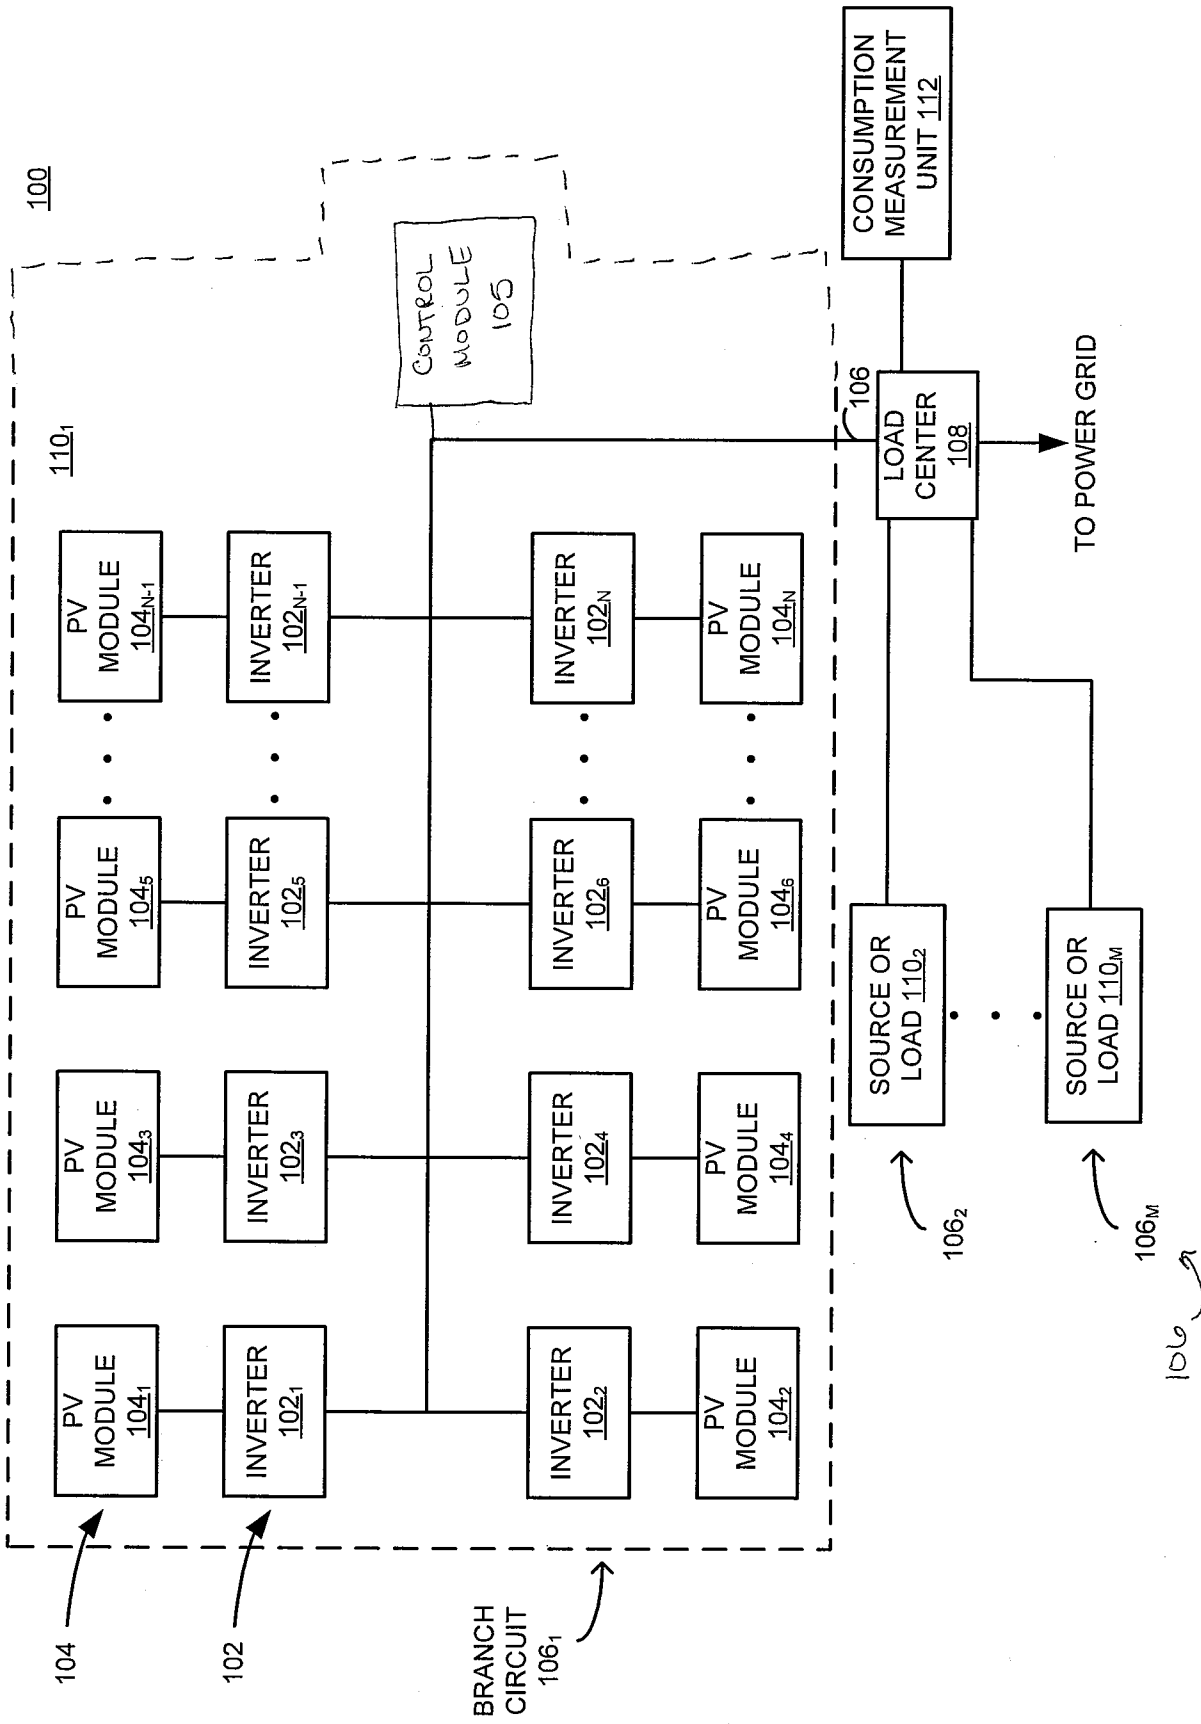 100
110₁
PV
MODULE
104₁
PV
MODULE
104₃
PV
MODULE
104₅
PV
MODULE
104N-1
INVERTER
102₁
INVERTER
102₃
INVERTER
102₅
INVERTER
102N-1
CONTROL
MODULE
105
INVERTER
102₂
INVERTER
102₄
INVERTER
102₆
INVERTER
102N
PV
MODULE
104₂
PV
MODULE
104₄
PV
MODULE
104₆
PV
MODULE
104N
104
102
BRANCH
CIRCUIT
106₁
106
LOAD
CENTER
108
CONSUMPTION
MEASUREMENT
UNIT 112
TO POWER GRID
SOURCE OR
LOAD 110₂
SOURCE OR
LOAD 110M
106₂
106M
106